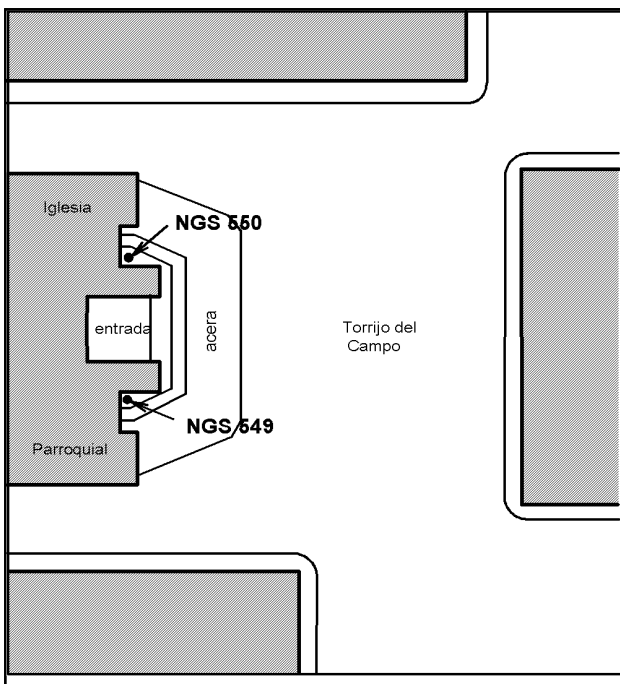 Iglesia
NGS 550
entrada
acera
Torrijo del
Campo
NGS 549
Parroquial